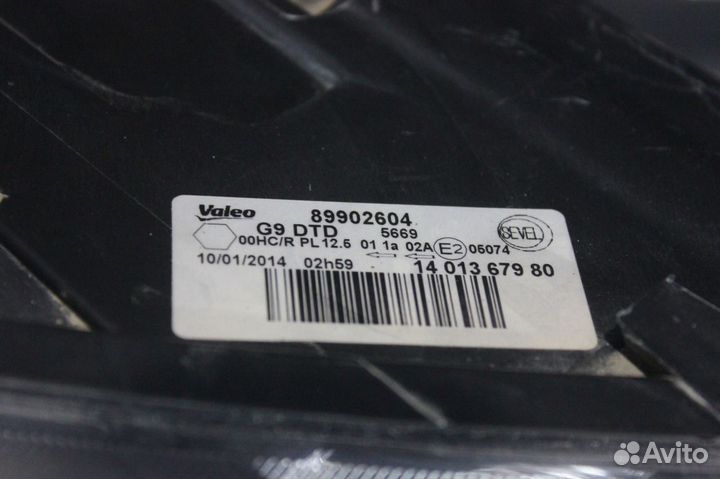 Valeo 89902604
G9 DTD 5669
00HC/R PL 12.5 01 1a 02A E2 05074
SEVEL
10/01/2014 02h59 14 013 679 80
Avito